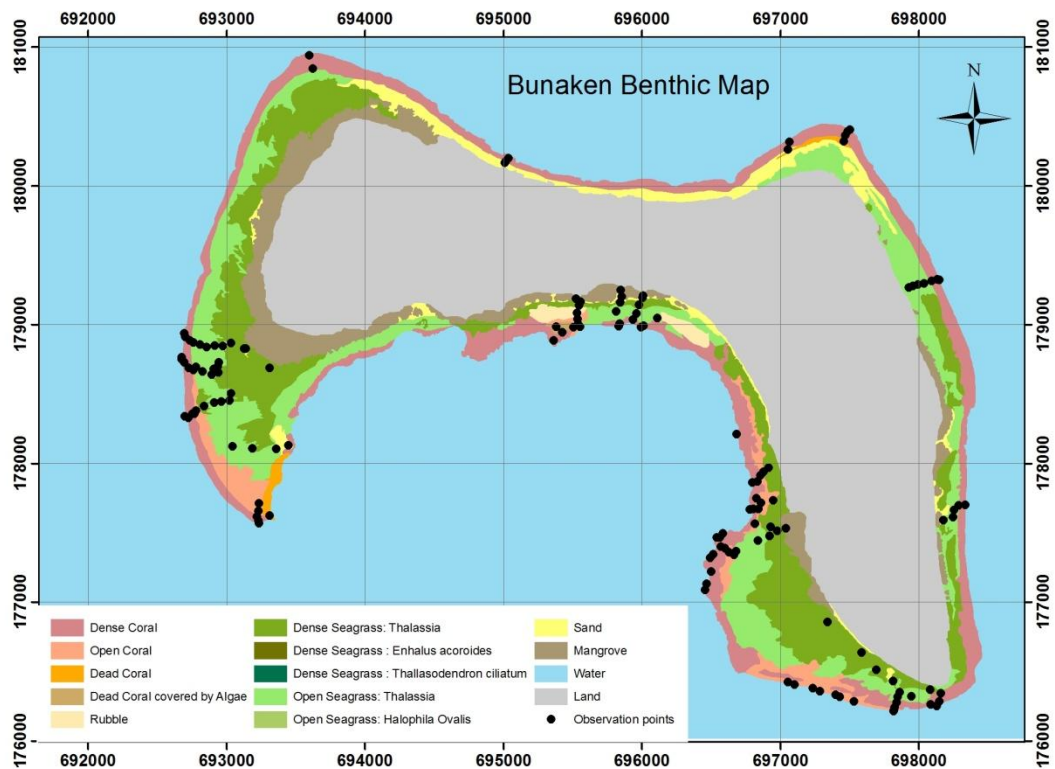 692000 693000 694000 695000 696000 697000 698000
181000 181000
Bunaken Benthic Map
N
180000 180000
179000 179000
178000 178000
177000 177000
Dense Coral
Open Coral
Dead Coral
Dead Coral covered by Algae
Rubble
Dense Seagrass: Thalassia
Dense Seagrass : Enhalus acoroides
Dense Seagrass : Thallasodendron ciliatum
Open Seagrass: Thalassia
Open Seagrass: Halophila Ovalis
Sand
Mangrove
Water
Land
Observation points
176000 176000
692000 693000 694000 695000 696000 697000 698000